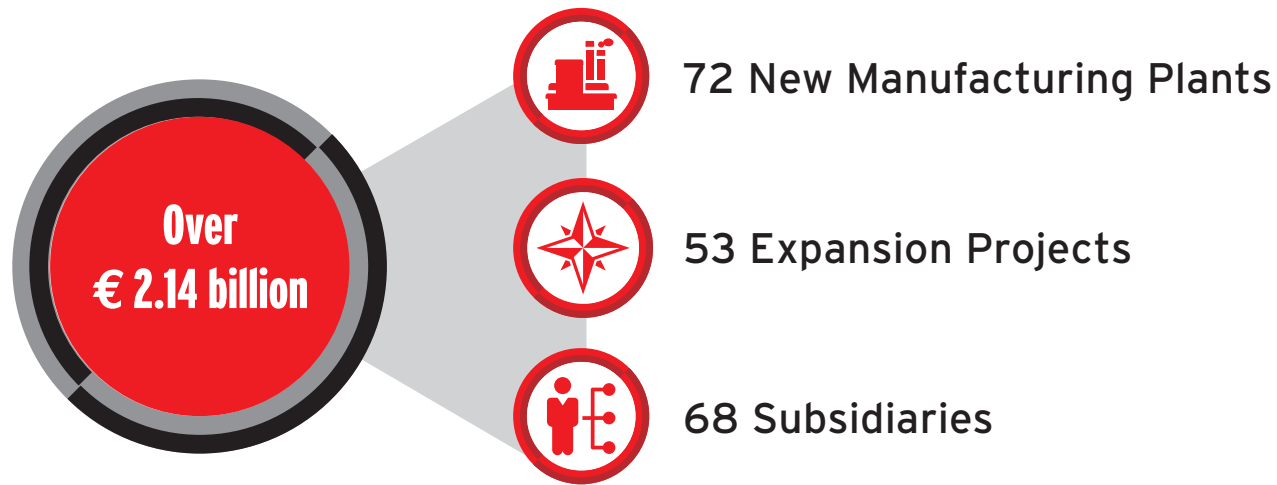 Over
€ 2.14 billion
72 New Manufacturing Plants
53 Expansion Projects
68 Subsidiaries